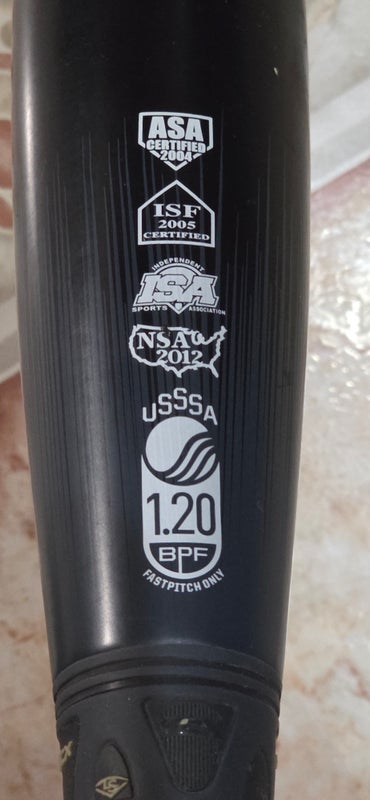 ASA
CERTIFIED
2004
ISF
2005
CERTIFIED
INDEPENDENT
ISA
SPORTS ASSOCIATION
NSA
2012
USSSA
1.20
BPF
FASTPITCH ONLY